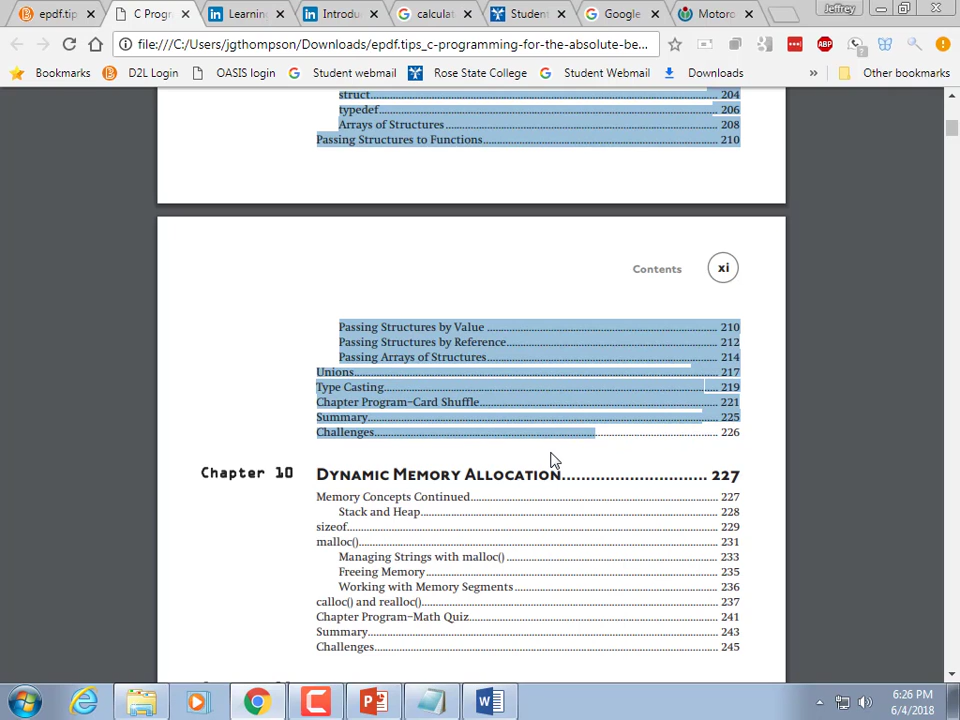 epdf.tip
C Progr
Learning
Introdu
calculat
Student
Google
Motoro
Jeffrey
file:///C:/Users/jgthompson/Downloads/epdf.tips_c-programming-for-the-absolute-be...
ABP
Bookmarks
D2L Login
OASIS login
Student webmail
Rose State College
Student Webmail
Downloads
»
Other bookmarks
struct..........204
typedef..........206
Arrays of Structures..........208
Passing Structures to Functions..........210
Contents
xi
Passing Structures by Value..........210
Passing Structures by Reference..........212
Passing Arrays of Structures..........214
Unions..........217
Type Casting..........219
Chapter Program–Card Shuffle..........221
Summary..........225
Challenges..........226
Chapter 10 DYNAMIC MEMORY ALLOCATION..........227
Memory Concepts Continued..........227
Stack and Heap..........228
sizeof..........229
malloc()..........231
Managing Strings with malloc()..........233
Freeing Memory..........235
Working with Memory Segments..........236
calloc() and realloc()..........237
Chapter Program–Math Quiz..........241
Summary..........243
Challenges..........245
6:26 PM
6/4/2018